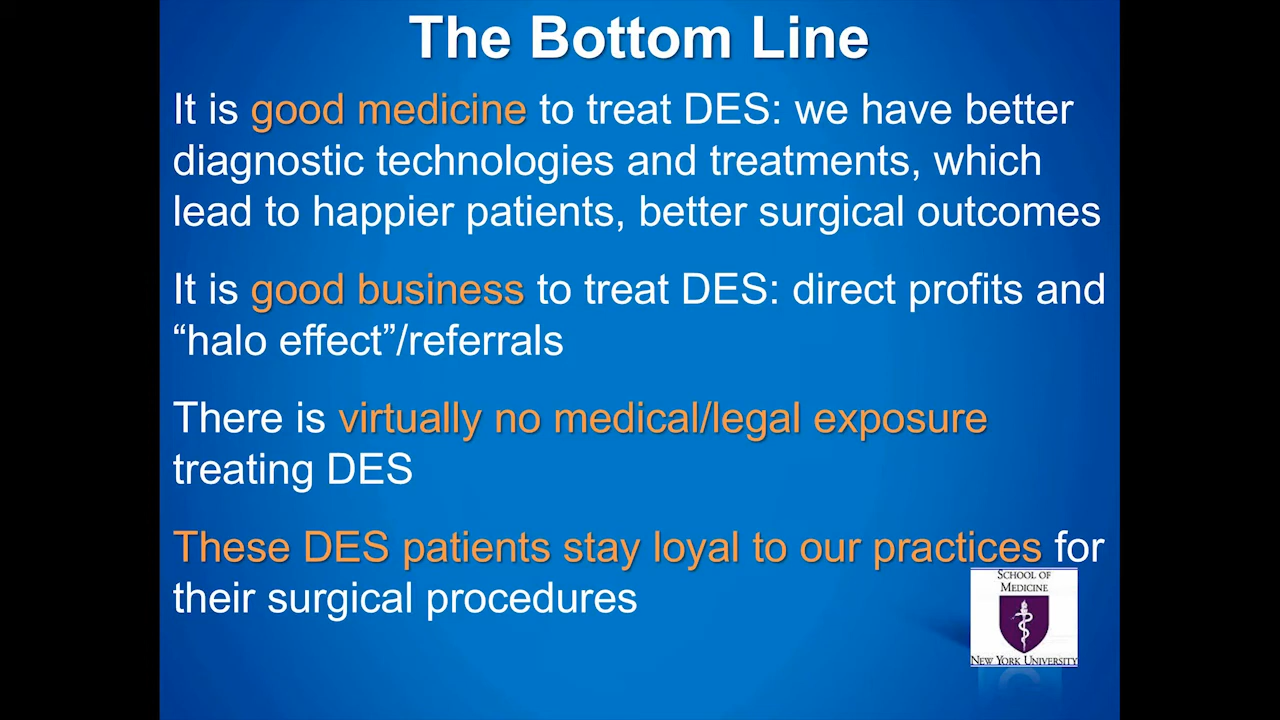 The Bottom Line
It is good medicine to treat DES: we have better
diagnostic technologies and treatments, which
lead to happier patients, better surgical outcomes
It is good business to treat DES: direct profits and
“halo effect”/referrals
There is virtually no medical/legal exposure
treating DES
These DES patients stay loyal to our practices for
their surgical procedures
SCHOOL OF
MEDICINE
NEW YORK UNIVERSITY